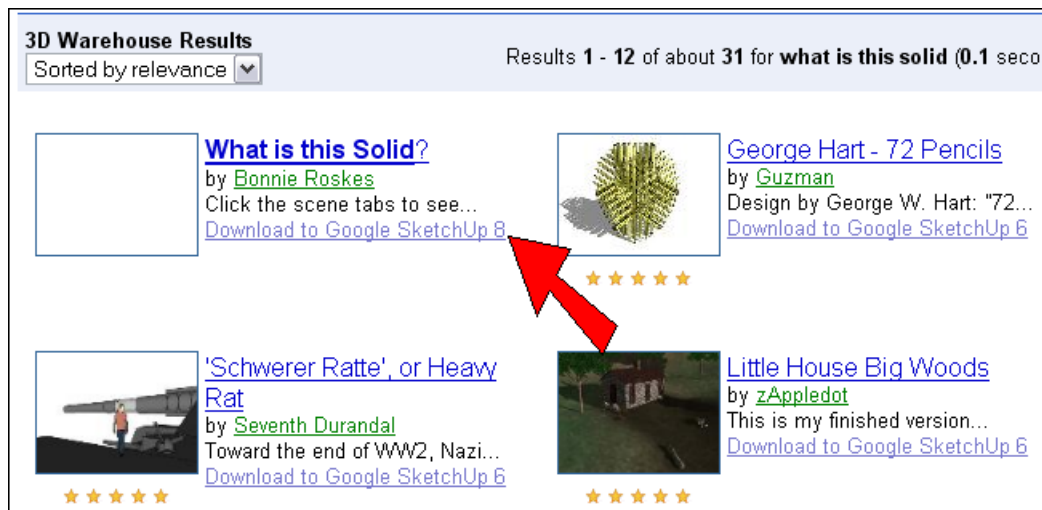 3D Warehouse Results
Sorted by relevance
Results 1 - 12 of about 31 for what is this solid (0.1 seco
What is this Solid?
by Bonnie Roskes
Click the scene tabs to see...
Download to Google SketchUp 8
George Hart - 72 Pencils
by Guzman
Design by George W. Hart: "72...
Download to Google SketchUp 6
'Schwerer Ratte', or Heavy
Rat
by Seventh Durandal
Toward the end of WW2, Nazi...
Download to Google SketchUp 6
Little House Big Woods
by zAppledot
This is my finished version...
Download to Google SketchUp 6